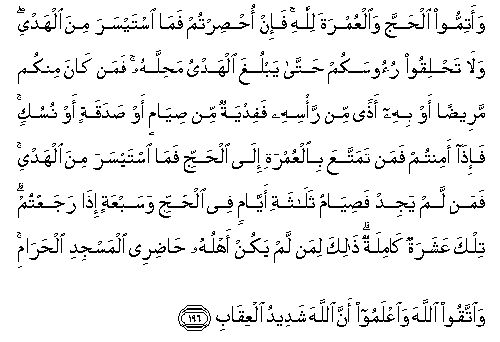 وَأَتِمُّوا۟ ٱلْحَجَّ وَٱلْعُمْرَةَ لِلَّهِ ۚ فَإِنْ أُحْصِرْتُمْ فَمَا ٱسْتَيْسَرَ مِنَ ٱلْهَدْىِ ۖ
وَلَا تَحْلِقُوا۟ رُءُوسَكُمْ حَتَّىٰ يَبْلُغَ ٱلْهَدْىُ مَحِلَّهُۥ ۚ فَمَن كَانَ مِنكُم
مَّرِيضًا أَوْ بِهِۦٓ أَذًى مِّن رَّأْسِهِۦ فَفِدْيَةٌ مِّن صِيَامٍ أَوْ صَدَقَةٍ أَوْ نُسُكٍ ۚ
فَإِذَآ أَمِنتُمْ فَمَن تَمَتَّعَ بِٱلْعُمْرَةِ إِلَى ٱلْحَجِّ فَمَا ٱسْتَيْسَرَ مِنَ ٱلْهَدْىِ ۚ
فَمَن لَّمْ يَجِدْ فَصِيَامُ ثَلَـٰثَةِ أَيَّامٍ فِى ٱلْحَجِّ وَسَبْعَةٍ إِذَا رَجَعْتُمْ ۗ
تِلْكَ عَشَرَةٌ كَامِلَةٌ ۗ ذَٰلِكَ لِمَن لَّمْ يَكُنْ أَهْلُهُۥ حَاضِرِى ٱلْمَسْجِدِ ٱلْحَرَامِ ۚ
وَٱتَّقُوا۟ ٱللَّهَ وَٱعْلَمُوٓا۟ أَنَّ ٱللَّهَ شَدِيدُ ٱلْعِقَابِ ١٩٦